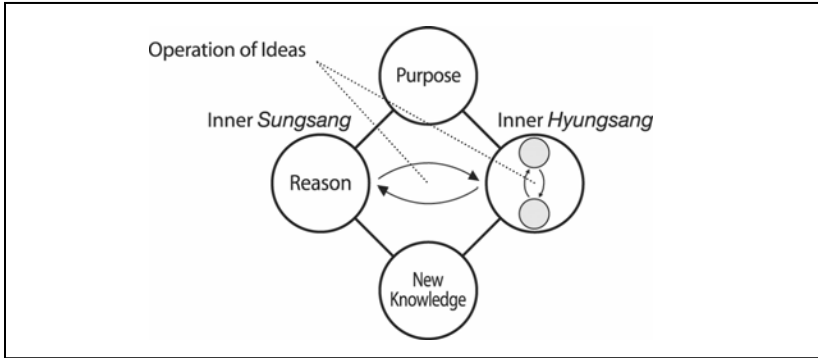 Operation of Ideas
Purpose
Inner Sungsang
Inner Hyungsang
Reason
New
Knowledge